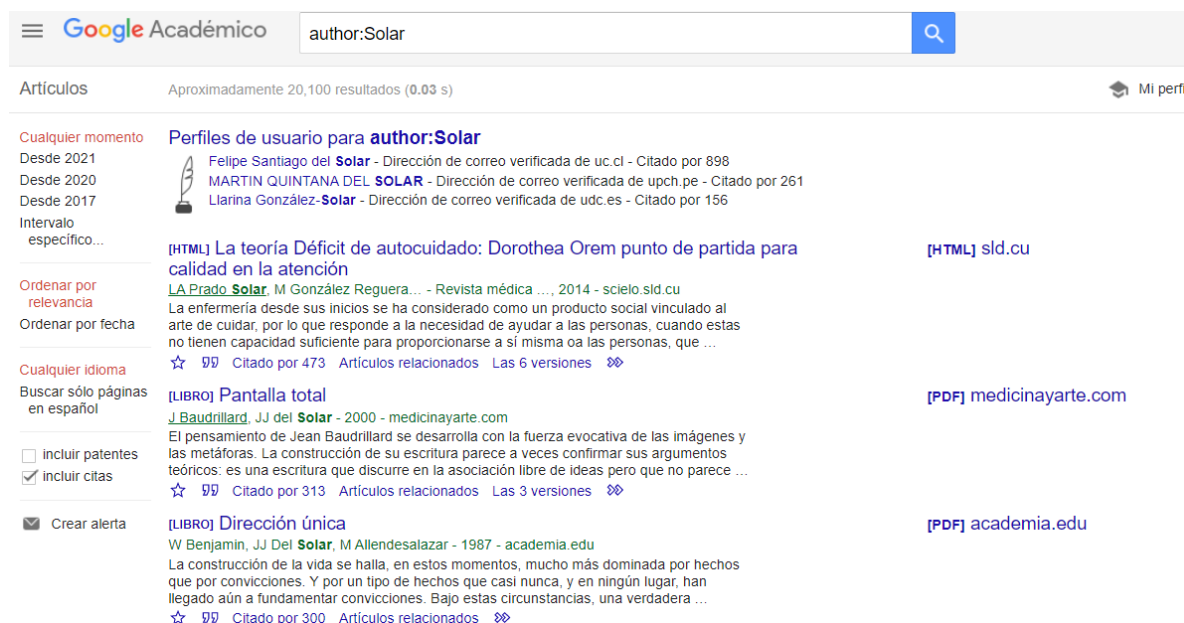 Google Académico
author:Solar
Artículos
Aproximadamente 20,100 resultados (0.03 s)
Mi perfi
Cualquier momento
Desde 2021
Desde 2020
Desde 2017
Intervalo
específico...
Ordenar por
relevancia
Ordenar por fecha
Cualquier idioma
Buscar sólo páginas
en español
incluir patentes
incluir citas
Crear alerta
Perfiles de usuario para author:Solar
Felipe Santiago del Solar - Dirección de correo verificada de uc.cl - Citado por 898
MARTIN QUINTANA DEL SOLAR - Dirección de correo verificada de upch.pe - Citado por 261
Llarina González-Solar - Dirección de correo verificada de udc.es - Citado por 156
[HTML] La teoría Déficit de autocuidado: Dorothea Orem punto de partida para
calidad en la atención
LA Prado Solar, M González Reguera... - Revista médica ..., 2014 - scielo.sld.cu
La enfermería desde sus inicios se ha considerado como un producto social vinculado al
arte de cuidar, por lo que responde a la necesidad de ayudar a las personas, cuando estas
no tienen capacidad suficiente para proporcionarse a sí misma oa las personas, que ...
Citado por 473 Artículos relacionados Las 6 versiones
[HTML] sld.cu
[LIBRO] Pantalla total
J Baudrillard, JJ del Solar - 2000 - medicinayarte.com
El pensamiento de Jean Baudrillard se desarrolla con la fuerza evocativa de las imágenes y
las metáforas. La construcción de su escritura parece a veces confirmar sus argumentos
teóricos: es una escritura que discurre en la asociación libre de ideas pero que no parece ...
Citado por 313 Artículos relacionados Las 3 versiones
[PDF] medicinayarte.com
[LIBRO] Dirección única
W Benjamin, JJ Del Solar, M Allendesalazar - 1987 - academia.edu
La construcción de la vida se halla, en estos momentos, mucho más dominada por hechos
que por convicciones. Y por un tipo de hechos que casi nunca, y en ningún lugar, han
llegado aún a fundamentar convicciones. Bajo estas circunstancias, una verdadera ...
Citado por 300 Artículos relacionados
[PDF] academia.edu